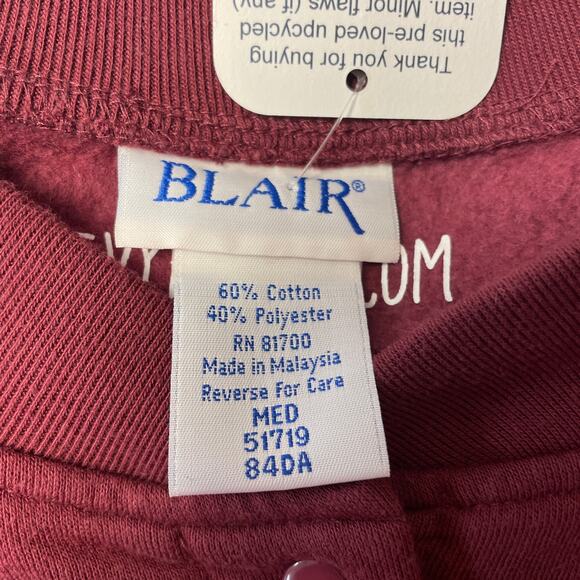 Thank you for buying
this pre-loved upcycled
item. Minor flaws (if any)
BLAIR®
60% Cotton
40% Polyester
RN 81700
Made in Malaysia
Reverse For Care
MED
51719
84DA